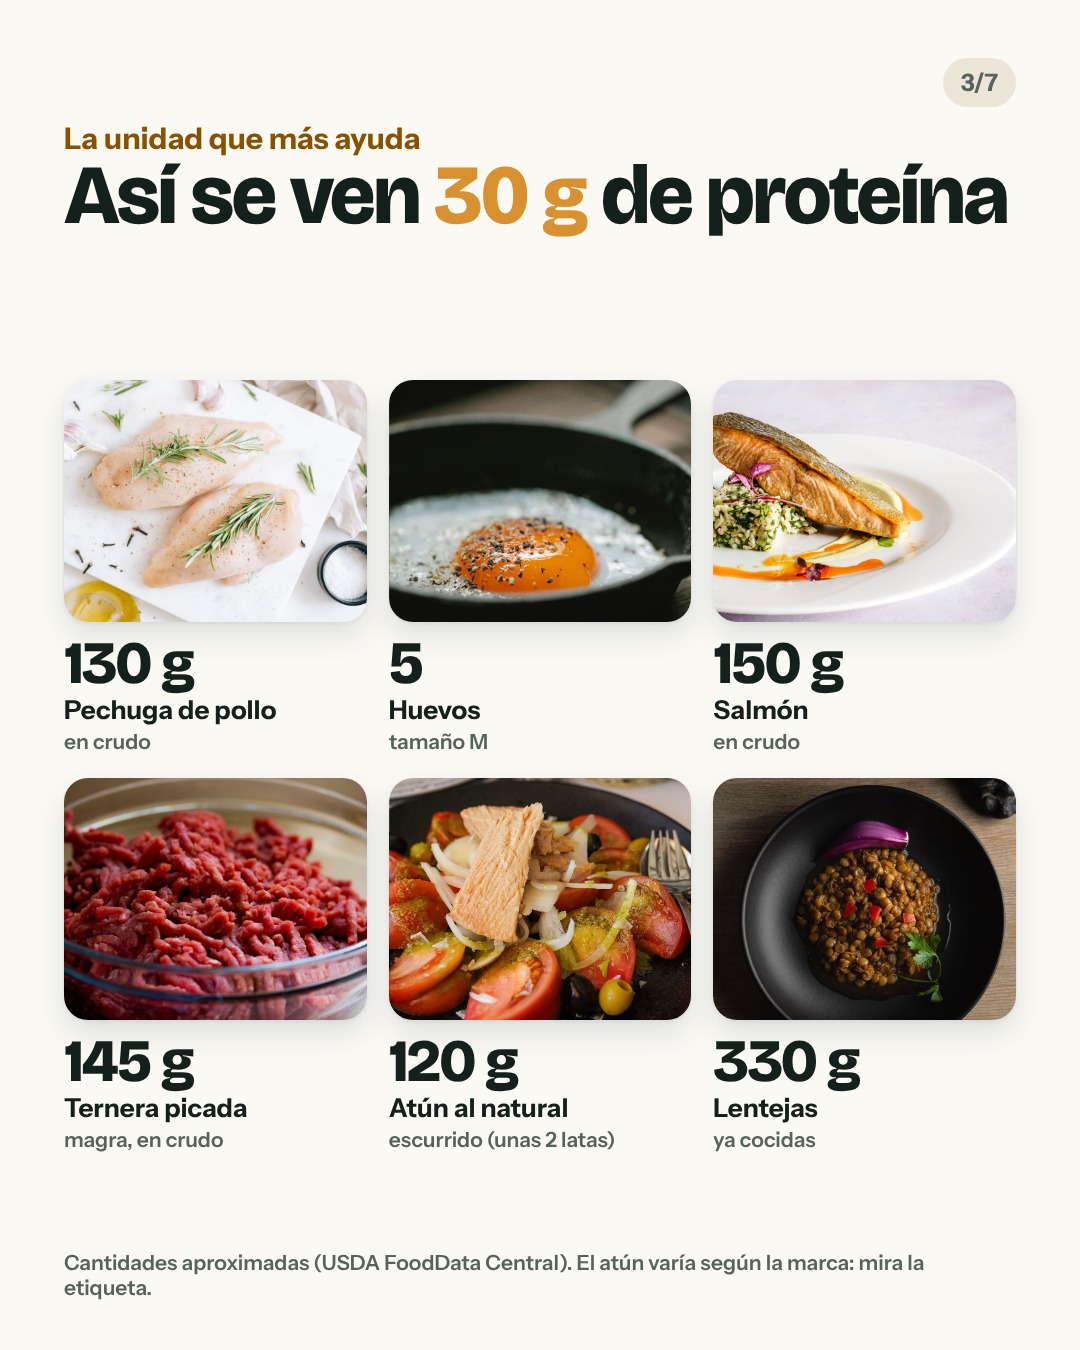 3/7
La unidad que más ayuda
Así se ven 30 g de proteína
130 g
Pechuga de pollo
en crudo
5
Huevos
tamaño M
150 g
Salmón
en crudo
145 g
Ternera picada
magra, en crudo
120 g
Atún al natural
escurrido (unas 2 latas)
330 g
Lentejas
ya cocidas
Cantidades aproximadas (USDA FoodData Central). El atún varía según la marca: mira la
etiqueta.